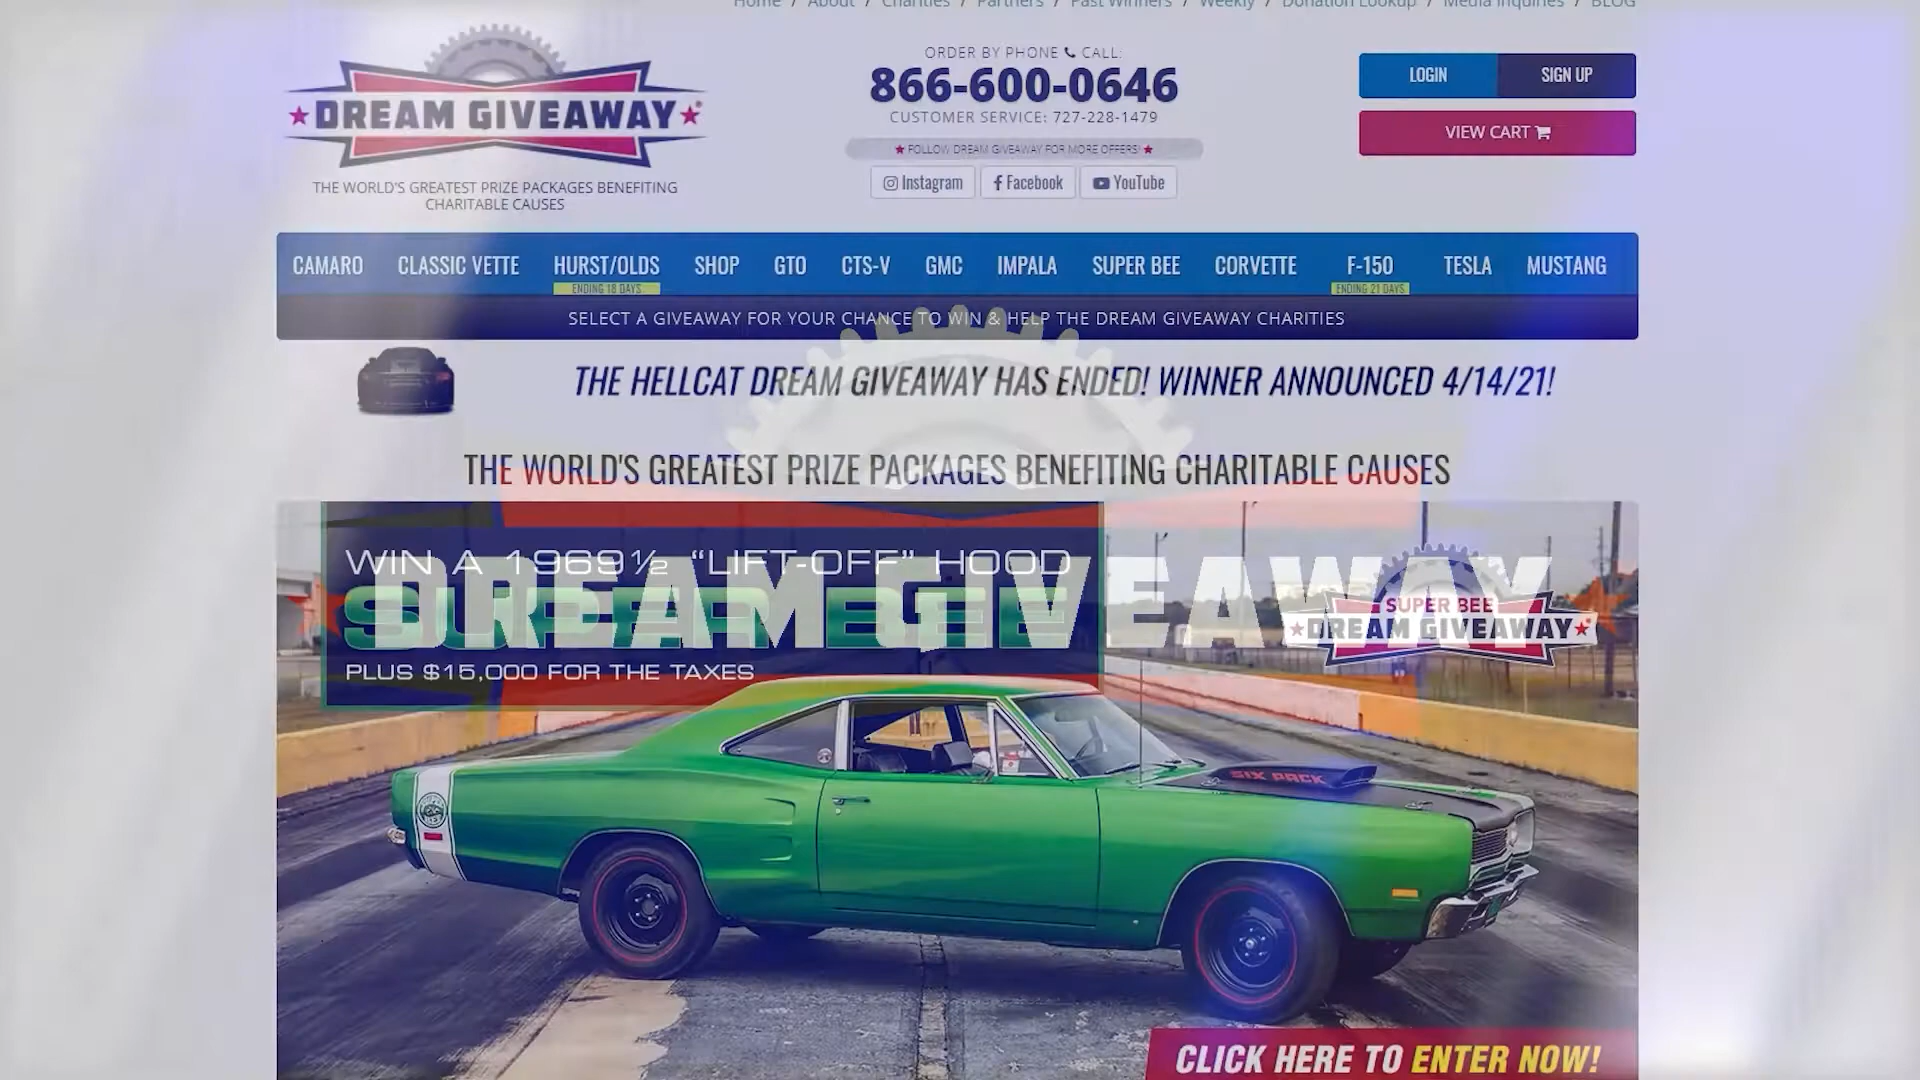 Home / About / Charities / Partners / Past Winners / Weekly / Donation Lookup / Media Inquiries / BLOG
DREAM GIVEAWAY
THE WORLD'S GREATEST PRIZE PACKAGES BENEFITING
CHARITABLE CAUSES
ORDER BY PHONE CALL:
866-600-0646
CUSTOMER SERVICE: 727-228-1479
FOLLOW DREAM GIVEAWAY FOR MORE OFFERS!
Instagram Facebook YouTube
LOGIN SIGN UP
VIEW CART
CAMARO CLASSIC VETTE HURST/OLDS SHOP GTO CTS-V GMC IMPALA SUPER BEE CORVETTE F-150 TESLA MUSTANG
ENDING 18 DAYS ENDING 21 DAYS
SELECT A GIVEAWAY FOR YOUR CHANCE TO WIN & HELP THE DREAM GIVEAWAY CHARITIES
THE HELLCAT DREAM GIVEAWAY HAS ENDED! WINNER ANNOUNCED 4/14/21!
THE WORLD'S GREATEST PRIZE PACKAGES BENEFITING CHARITABLE CAUSES
WIN A 1969½ "LIFT-OFF" HOOD
SUPER BEE
PLUS $15,000 FOR THE TAXES
DREAM GIVEAWAY
SUPER BEE
DREAM GIVEAWAY
SIX PACK
CLICK HERE TO ENTER NOW!